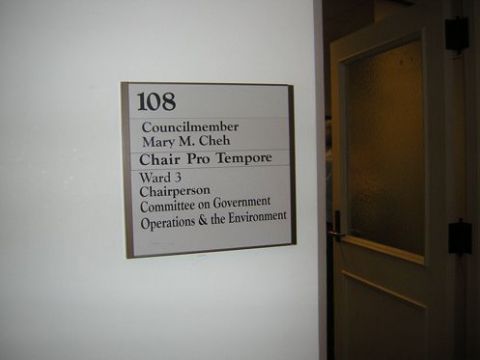 108
Councilmember
Mary M. Cheh
Chair Pro Tempore
Ward 3
Chairperson
Committee on Government
Operations & the Environment